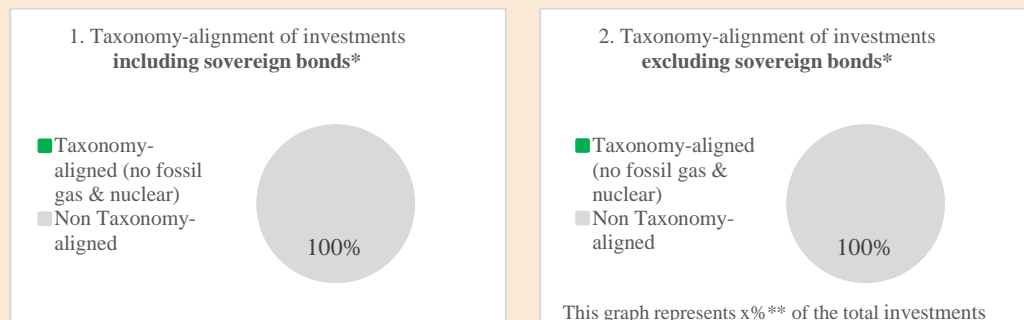 1. Taxonomy-alignment of investments
including sovereign bonds*
Taxonomy-
aligned (no fossil
gas & nuclear)
Non Taxonomy-
aligned
100%
2. Taxonomy-alignment of investments
excluding sovereign bonds*
Taxonomy-aligned
(no fossil gas &
nuclear)
Non Taxonomy-
aligned
100%
This graph represents x%** of the total investments